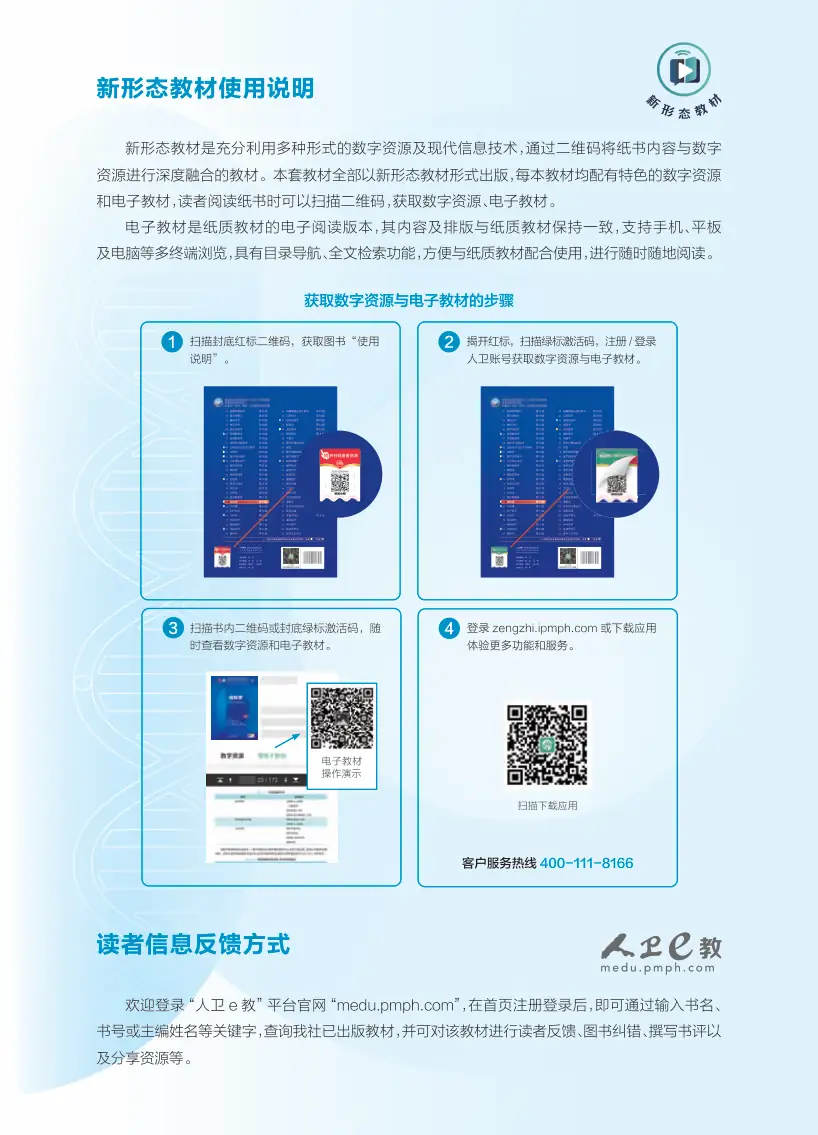 新形态教材使用说明
新形态教材
新形态教材是充分利用多种形式的数字资源及现代信息技术，通过二维码将纸书内容与数字
资源进行深度融合的教材。本套教材全部以新形态教材形式出版，每本教材均配有特色的数字资源
和电子教材，读者阅读纸书时可以扫描二维码，获取数字资源、电子教材。
电子教材是纸质教材的电子阅读版本，其内容及排版与纸质教材保持一致，支持手机、平板
及电脑等多终端浏览，具有目录导航、全文检索功能，方便与纸质教材配合使用，进行随时随地阅读。
获取数字资源与电子教材的步骤
1 扫描封底红标二维码，获取图书“使用
说明”。
2 揭开红标，扫描绿标激活码，注册/登录
人卫账号获取数字资源与电子教材。
3 扫描书内二维码或封底绿标激活码，随
时查看数字资源和电子教材。
数字资源
电子教材
操作演示
4 登录 zengzhi.ipmph.com 或下载应用
体验更多功能和服务。
扫描下载应用
客户服务热线 400-111-8166
读者信息反馈方式
人卫e教
medu.pmph.com
欢迎登录“人卫 e 教”平台官网“medu.pmph.com”，在首页注册登录后，即可通过输入书名、
书号或主编姓名等关键字，查询我社已出版教材，并可对该教材进行读者反馈、图书纠错、撰写书评以
及分享资源等。